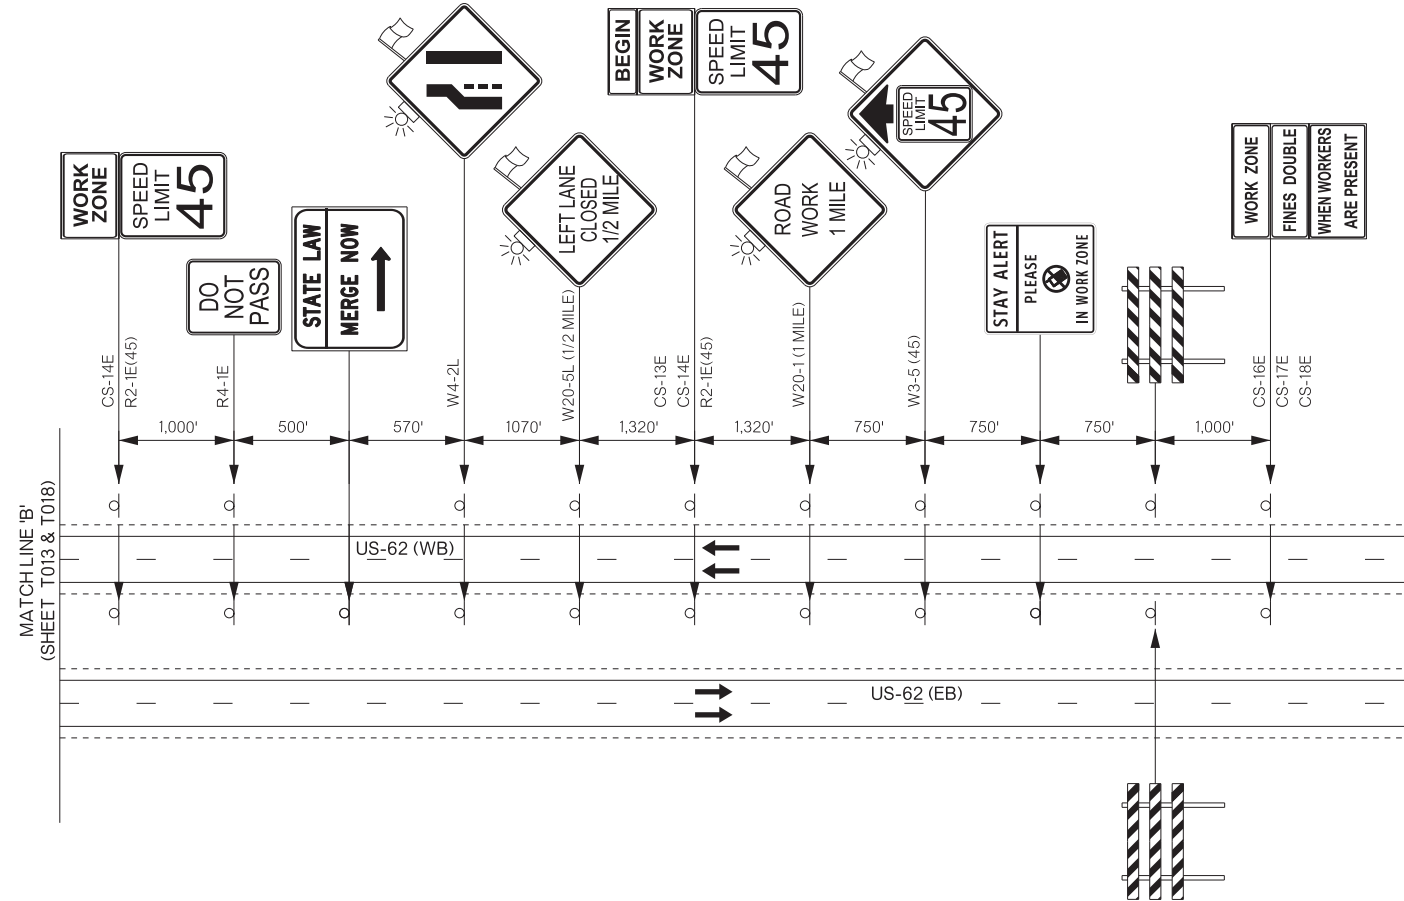 BEGIN
WORK
ZONE
SPEED
LIMIT
45
SPEED
LIMIT
45
WORK
ZONE
SPEED
LIMIT
45
STATE LAW
MERGE NOW
LEFT LANE
CLOSED
1/2 MILE
ROAD
WORK
1 MILE
WORK ZONE
FINES DOUBLE
WHEN WORKERS
ARE PRESENT
DO
NOT
PASS
STAY ALERT
PLEASE
IN WORK ZONE
CS-14E
R2-1E(45)
R4-1E
W4-2L
W20-5L (1/2 MILE)
CS-13E
CS-14E
R2-1E(45)
W20-1 (1 MILE)
W3-5 (45)
CS-16E
CS-17E
CS-18E
1,000'
500'
570'
1070'
1,320'
1,320'
750'
750'
750'
1,000'
MATCH LINE 'B'
(SHEET T013 & T018)
US-62 (WB)
US-62 (EB)